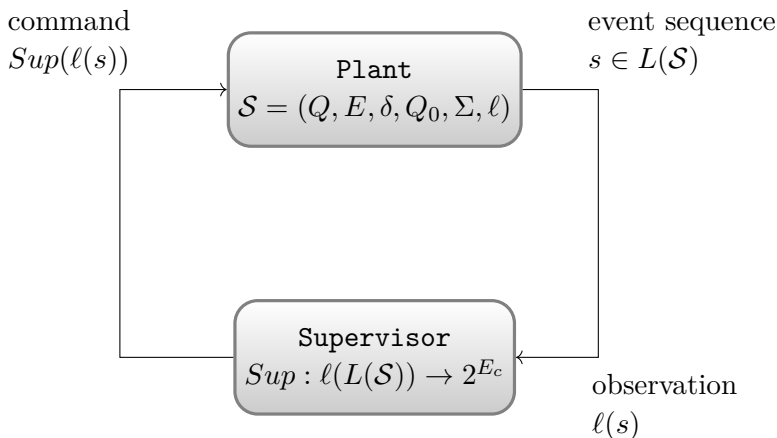 command
Sup(ℓ(s))
Plant
𝒮 = (Q, E, δ, Q₀, Σ, ℓ)
event sequence
s ∈ L(𝒮)
Supervisor
Sup : ℓ(L(𝒮)) → 2^{E_c}
observation
ℓ(s)